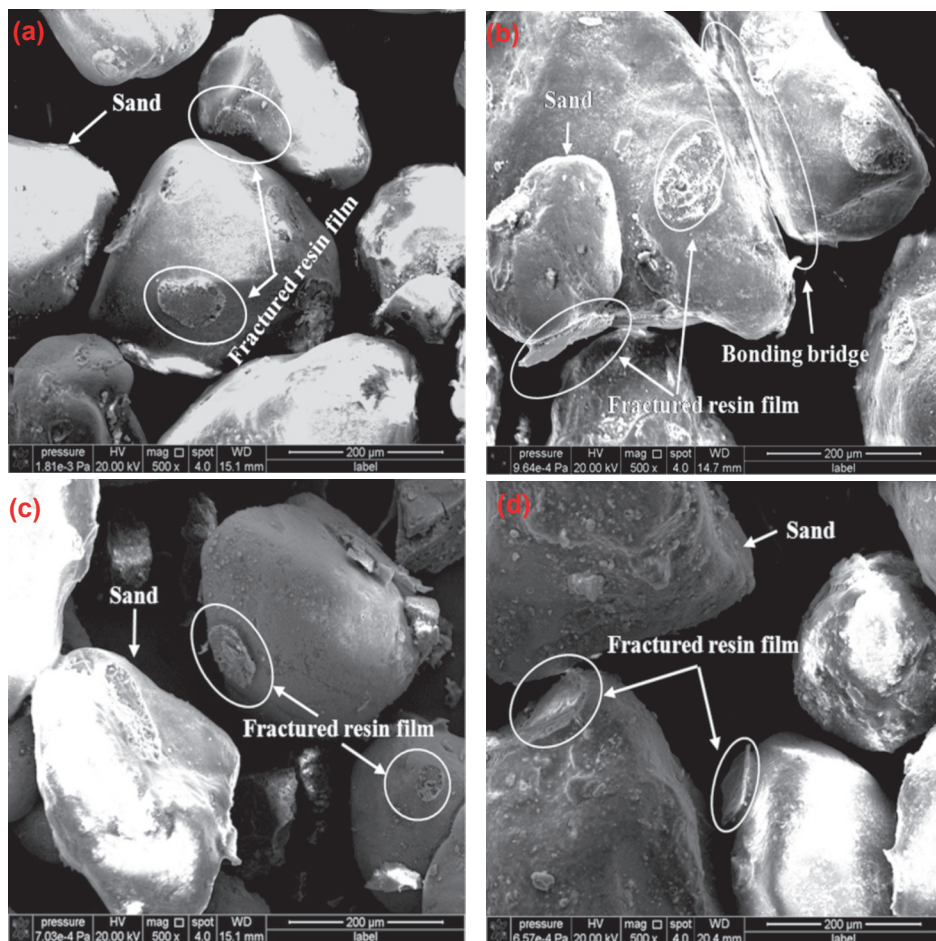 (a)
Sand
Fractured resin film
pressure HV mag □ spot WD 200 µm
1.81e-3 Pa 20.00 kV 500 x 4.0 15.1 mm label
(b)
Sand
Bonding bridge
Fractured resin film
pressure HV mag □ spot WD 200 µm
9.64e-4 Pa 20.00 kV 500 x 4.0 14.7 mm label
(c)
Sand
Fractured resin film
pressure HV mag □ spot WD 200 µm
7.03e-4 Pa 20.00 kV 500 x 4.0 15.1 mm label
(d)
Sand
Fractured resin film
pressure HV mag □ spot WD 200 µm
6.57e-4 Pa 20.00 kV 500 x 4.0 20.4 mm label